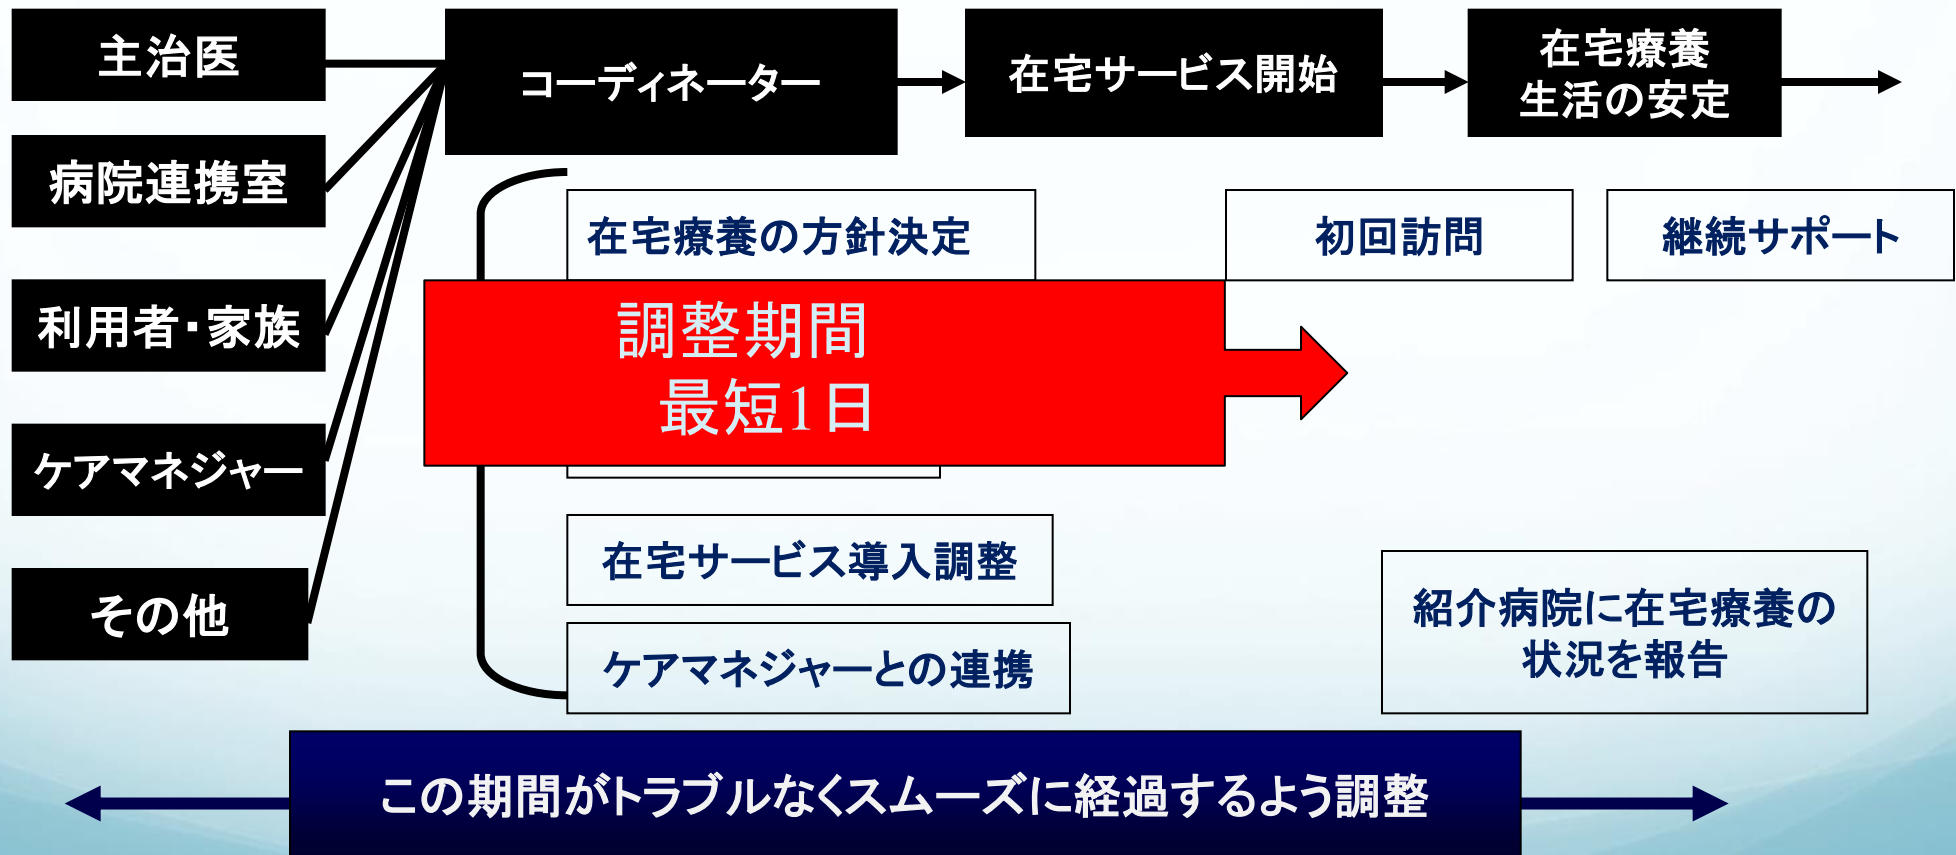 主治医
コーディネーター
在宅サービス開始
在宅療養
生活の安定
病院連携室
利用者・家族
ケアマネジャー
その他
在宅療養の方針決定
初回訪問
継続サポート
調整期間
最短1日
在宅サービス導入調整
ケアマネジャーとの連携
紹介病院に在宅療養の
状況を報告
この期間がトラブルなくスムーズに経過するよう調整